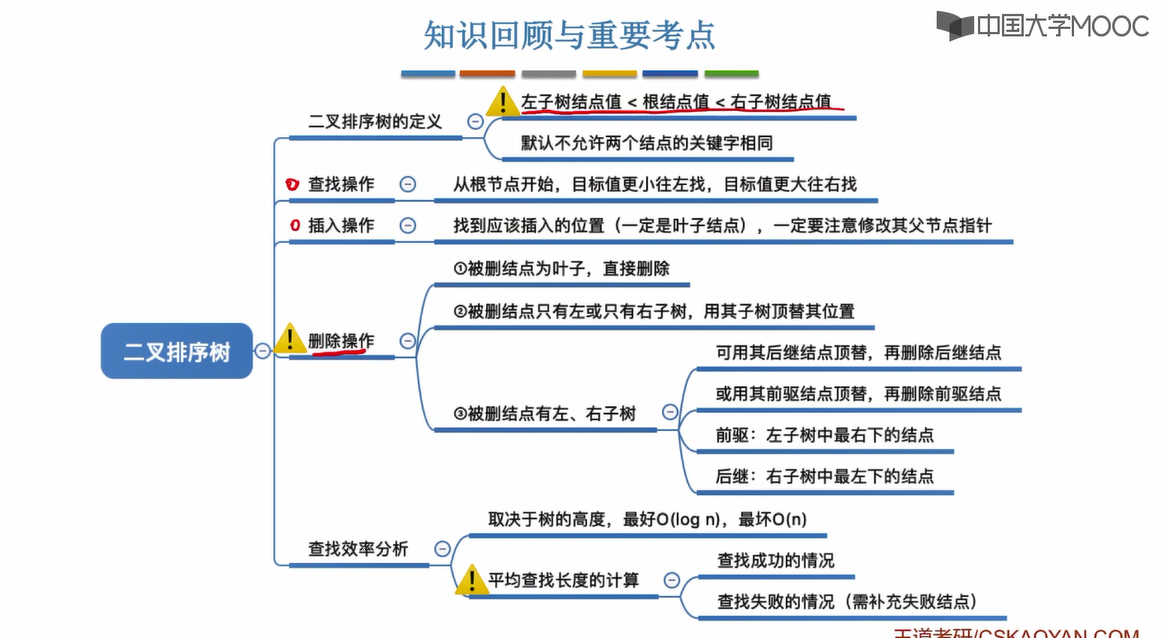 中国大学MOOC
知识回顾与重要考点
二叉排序树
二叉排序树的定义
左子树结点值 < 根结点值 < 右子树结点值
默认不允许两个结点的关键字相同
查找操作
从根节点开始，目标值更小往左找，目标值更大往右找
插入操作
找到应该插入的位置（一定是叶子结点），一定要注意修改其父节点指针
删除操作
①被删结点为叶子，直接删除
②被删结点只有左或只有右子树，用其子树顶替其位置
③被删结点有左、右子树
可用其后继结点顶替，再删除后继结点
或用其前驱结点顶替，再删除前驱结点
前驱：左子树中最右下的结点
后继：右子树中最左下的结点
查找效率分析
取决于树的高度，最好O(log n)，最坏O(n)
平均查找长度的计算
查找成功的情况
查找失败的情况（需补充失败结点）
王道考研/CSKAOYAN.COM